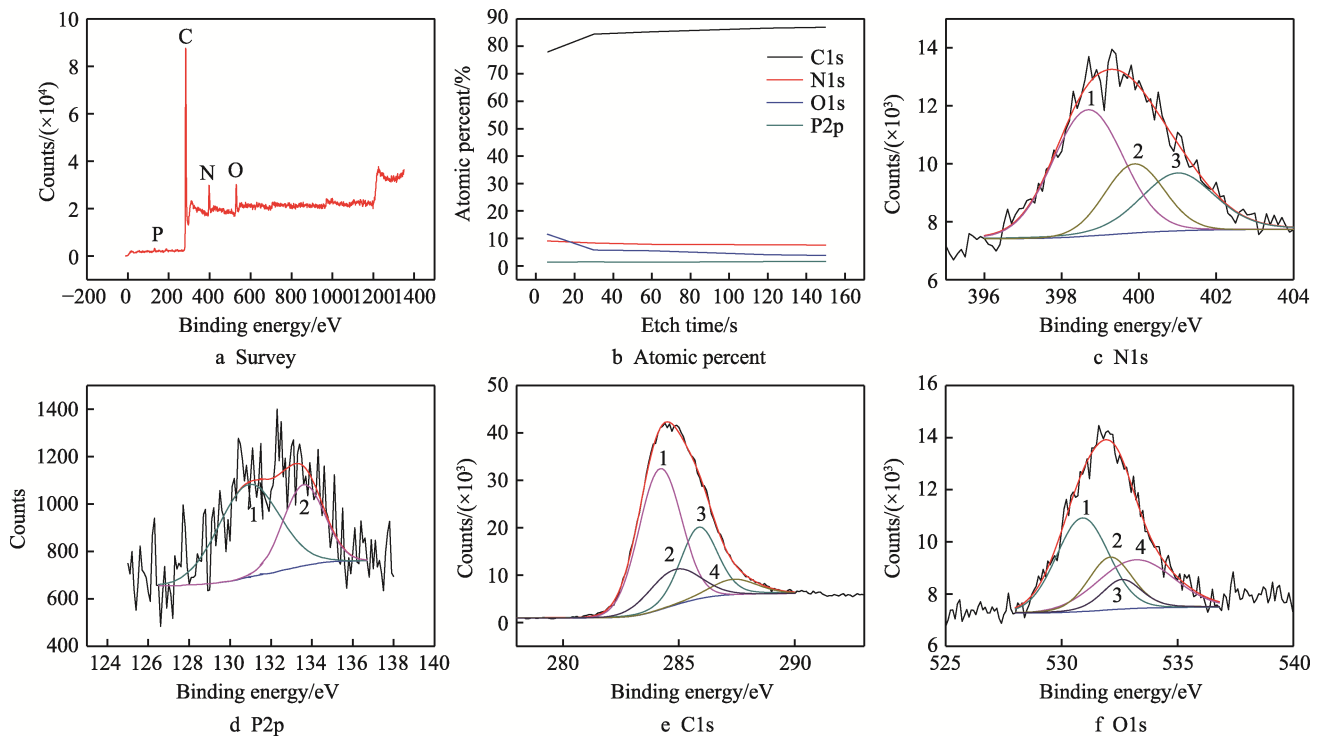 10
8
6
4
2
0
Counts/(×10⁴)
C
N
O
P
−200 0 200 400 600 800 1000 1200 1400
Binding energy/eV
a Survey
90
80
70
60
50
40
30
20
10
0
Atomic percent/%
C1s
N1s
O1s
P2p
0 20 40 60 80 100 120 140 160
Etch time/s
b Atomic percent
14
12
10
8
6
Counts/(×10³)
1
2
3
396 398 400 402 404
Binding energy/eV
c N1s
1400
1200
1000
800
600
400
Counts
1
2
124 126 128 130 132 134 136 138 140
Binding energy/eV
d P2p
50
40
30
20
10
0
Counts/(×10³)
1
2
3
4
280 285 290
Binding energy/eV
e C1s
16
14
12
10
8
6
Counts/(×10³)
1
2
4
3
525 530 535 540
Binding energy/eV
f O1s